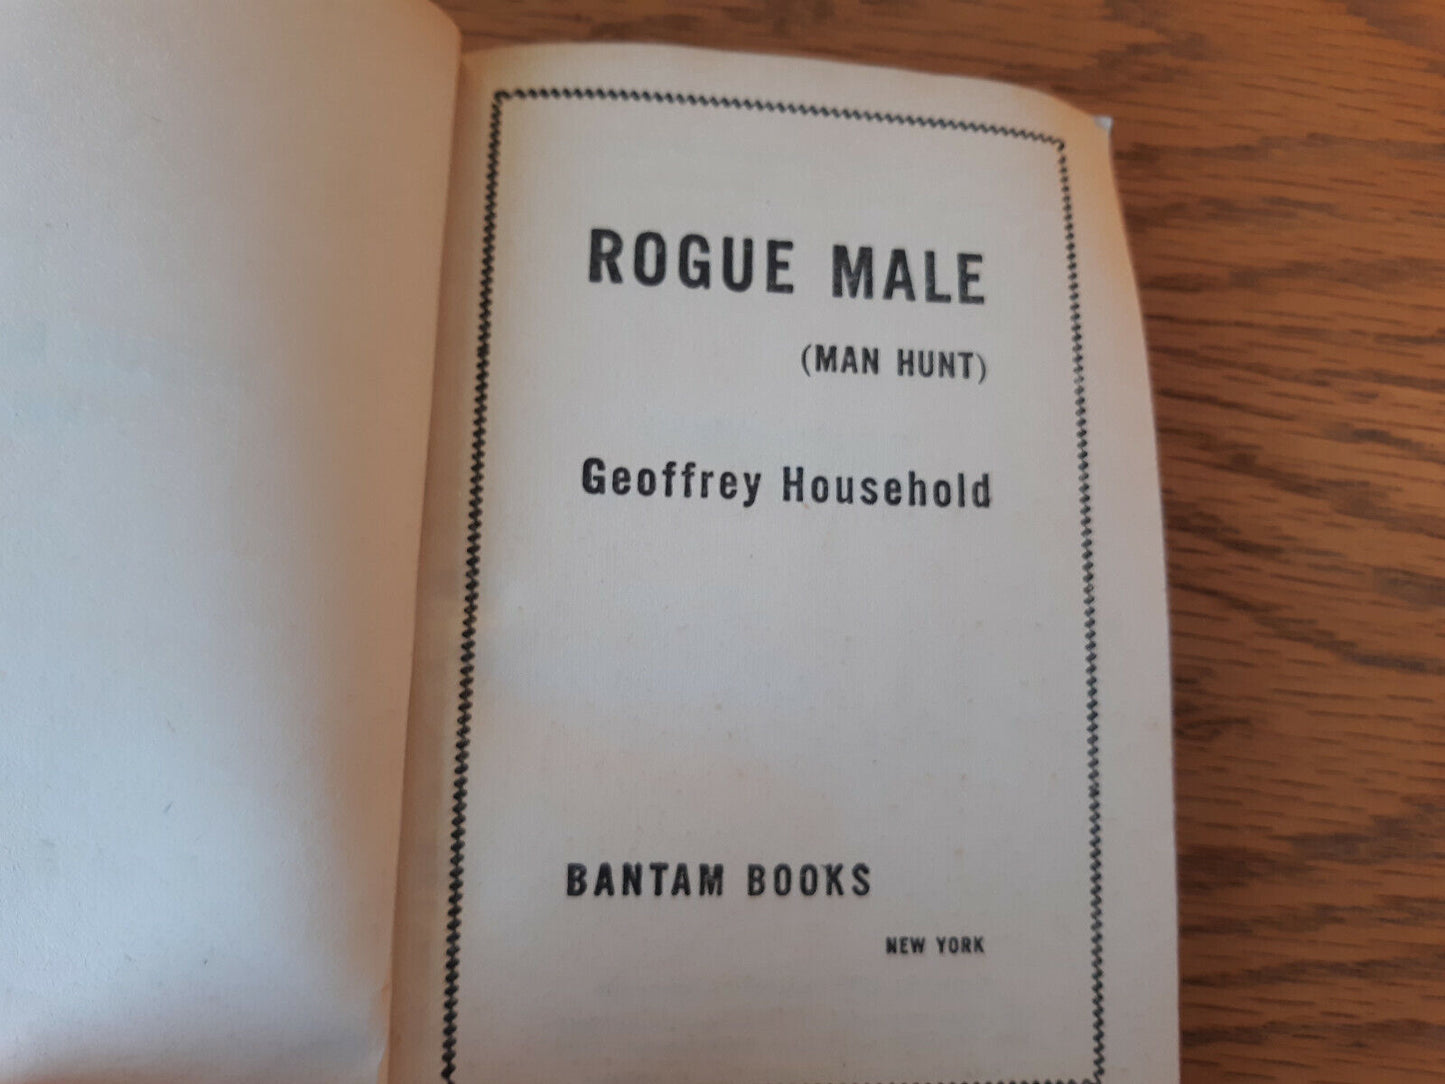 ROGUE MALE
(MAN HUNT)
Geoffrey Household
BANTAM BOOKS
NEW YORK